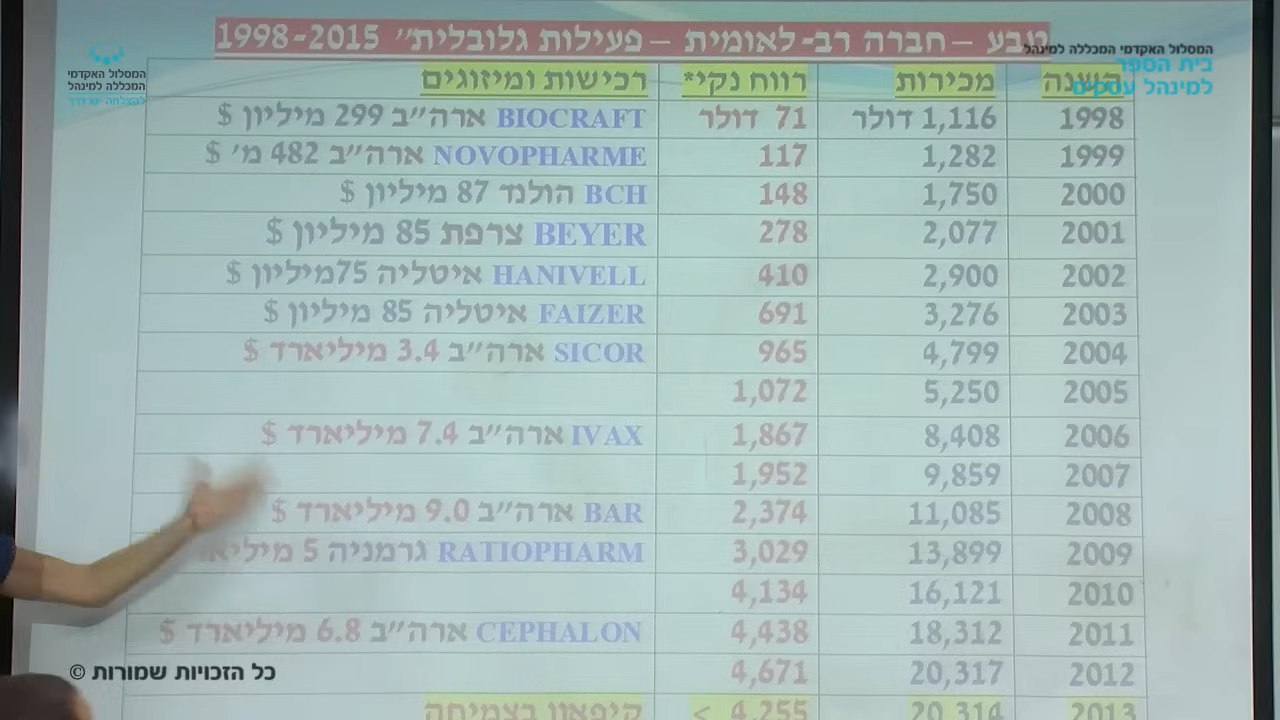 טבע – חברה רב-לאומית – פעילות גלובלית״ 1998-2015
המסלול האקדמי המכללה למינהל
בית הספר
למינהל עסקים
המסלול האקדמי
המכללה למינהל
להצלחה יש דרך
השנה מכירות רווח נקי* רכישות ומיזוגים
1998 1,116 דולר 71 דולר BIOCRAFT ארה״ב 299 מיליון $
1999 1,282 117 NOVOPHARME ארה״ב 482 מ׳ $
2000 1,750 148 BCH הולנד 87 מיליון $
2001 2,077 278 BEYER צרפת 85 מיליון $
2002 2,900 410 HANIVELL איטליה 75מיליון $
2003 3,276 691 FAIZER איטליה 85 מיליון $
2004 4,799 965 SICOR ארה״ב 3.4 מיליארד $
2005 5,250 1,072
2006 8,408 1,867 IVAX ארה״ב 7.4 מיליארד $
2007 9,859 1,952
2008 11,085 2,374 BAR ארה״ב 9.0 מיליארד $
2009 13,899 3,029 RATIOPHARM גרמניה 5
2010 16,121 4,134
2011 18,312 4,438 CEPHALON ארה״ב 6.8 מיליארד $
2012 20,317 4,671
2013 20,314 4,255 > קיפאון בצמיחה
כל הזכויות שמורות ©